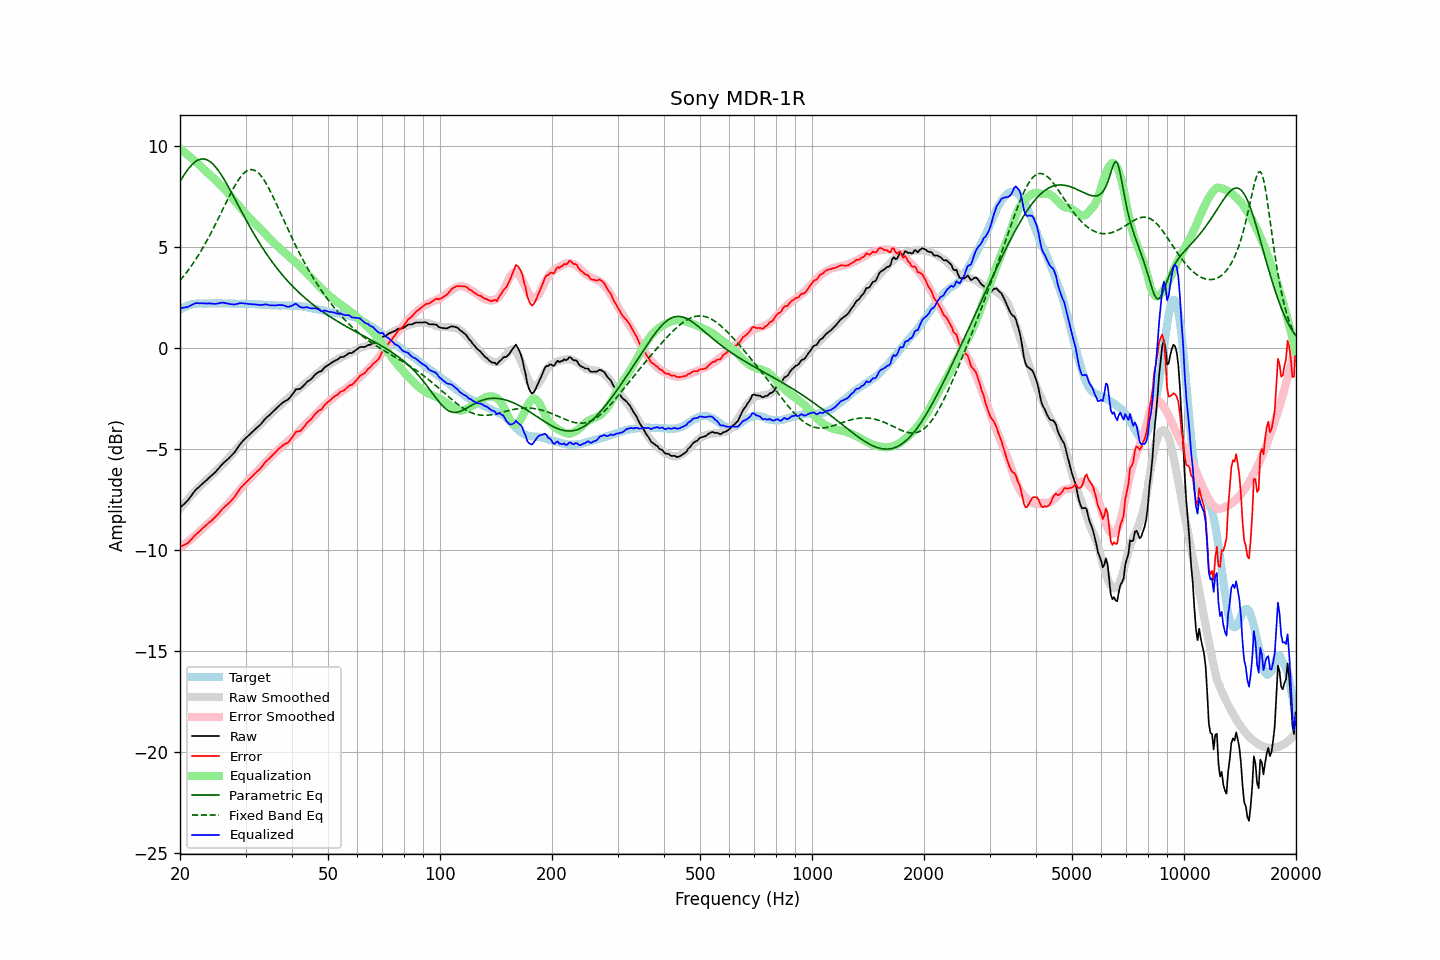 Sony MDR-1R
Amplitude (dBr)
10
5
0
−5
−10
−15
−20
−25
Target
Raw Smoothed
Error Smoothed
Raw
Error
Equalization
Parametric Eq
Fixed Band Eq
Equalized
20 50 100 200 500 1000 2000 5000 10000 20000
Frequency (Hz)